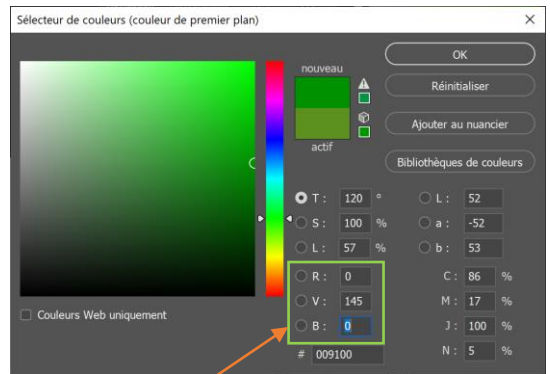 Sélecteur de couleurs (couleur de premier plan)
nouveau
actif
OK
Réinitialiser
Ajouter au nuancier
Bibliothèques de couleurs
T : 120 °
S : 100 %
L : 57 %
R : 0
V : 145
B : 0
# 009100
L : 52
a : -52
b : 53
C : 86 %
M : 17 %
J : 100 %
N : 5 %
Couleurs Web uniquement